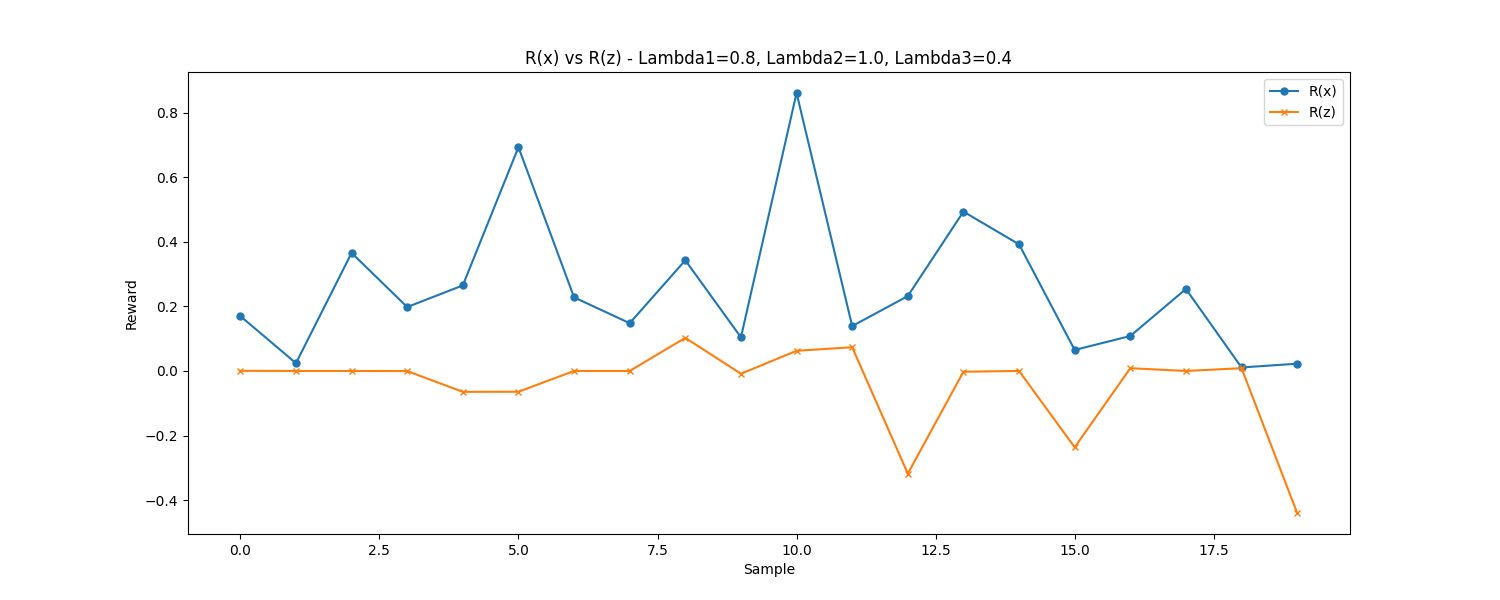 R(x) vs R(z) - Lambda1=0.8, Lambda2=1.0, Lambda3=0.4
R(x)
R(z)
Reward
0.8
0.6
0.4
0.2
0.0
−0.2
−0.4
0.0 2.5 5.0 7.5 10.0 12.5 15.0 17.5
Sample